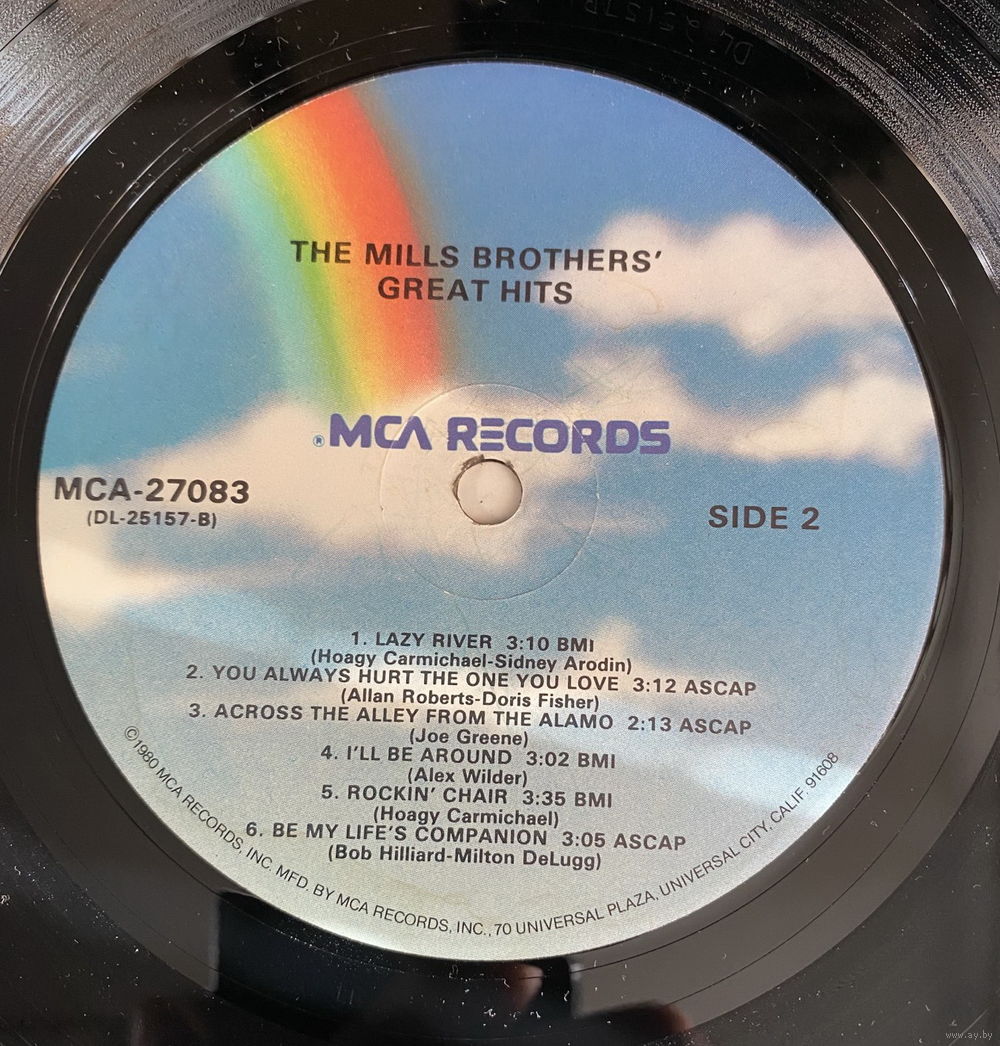 THE MILLS BROTHERS'
GREAT HITS
® MCA RECORDS
MCA-27083
(DL-25157-B)
SIDE 2
1. LAZY RIVER 3:10 BMI
(Hoagy Carmichael-Sidney Arodin)
2. YOU ALWAYS HURT THE ONE YOU LOVE 3:12 ASCAP
(Allan Roberts-Doris Fisher)
3. ACROSS THE ALLEY FROM THE ALAMO 2:13 ASCAP
(Joe Greene)
4. I'LL BE AROUND 3:02 BMI
(Alex Wilder)
5. ROCKIN' CHAIR 3:35 BMI
(Hoagy Carmichael)
6. BE MY LIFE'S COMPANION 3:05 ASCAP
(Bob Hilliard-Milton DeLugg)
©1980 MCA RECORDS, INC. MFD. BY MCA RECORDS, INC., 70 UNIVERSAL PLAZA, UNIVERSAL CITY, CALIF. 91608
www.ay.by